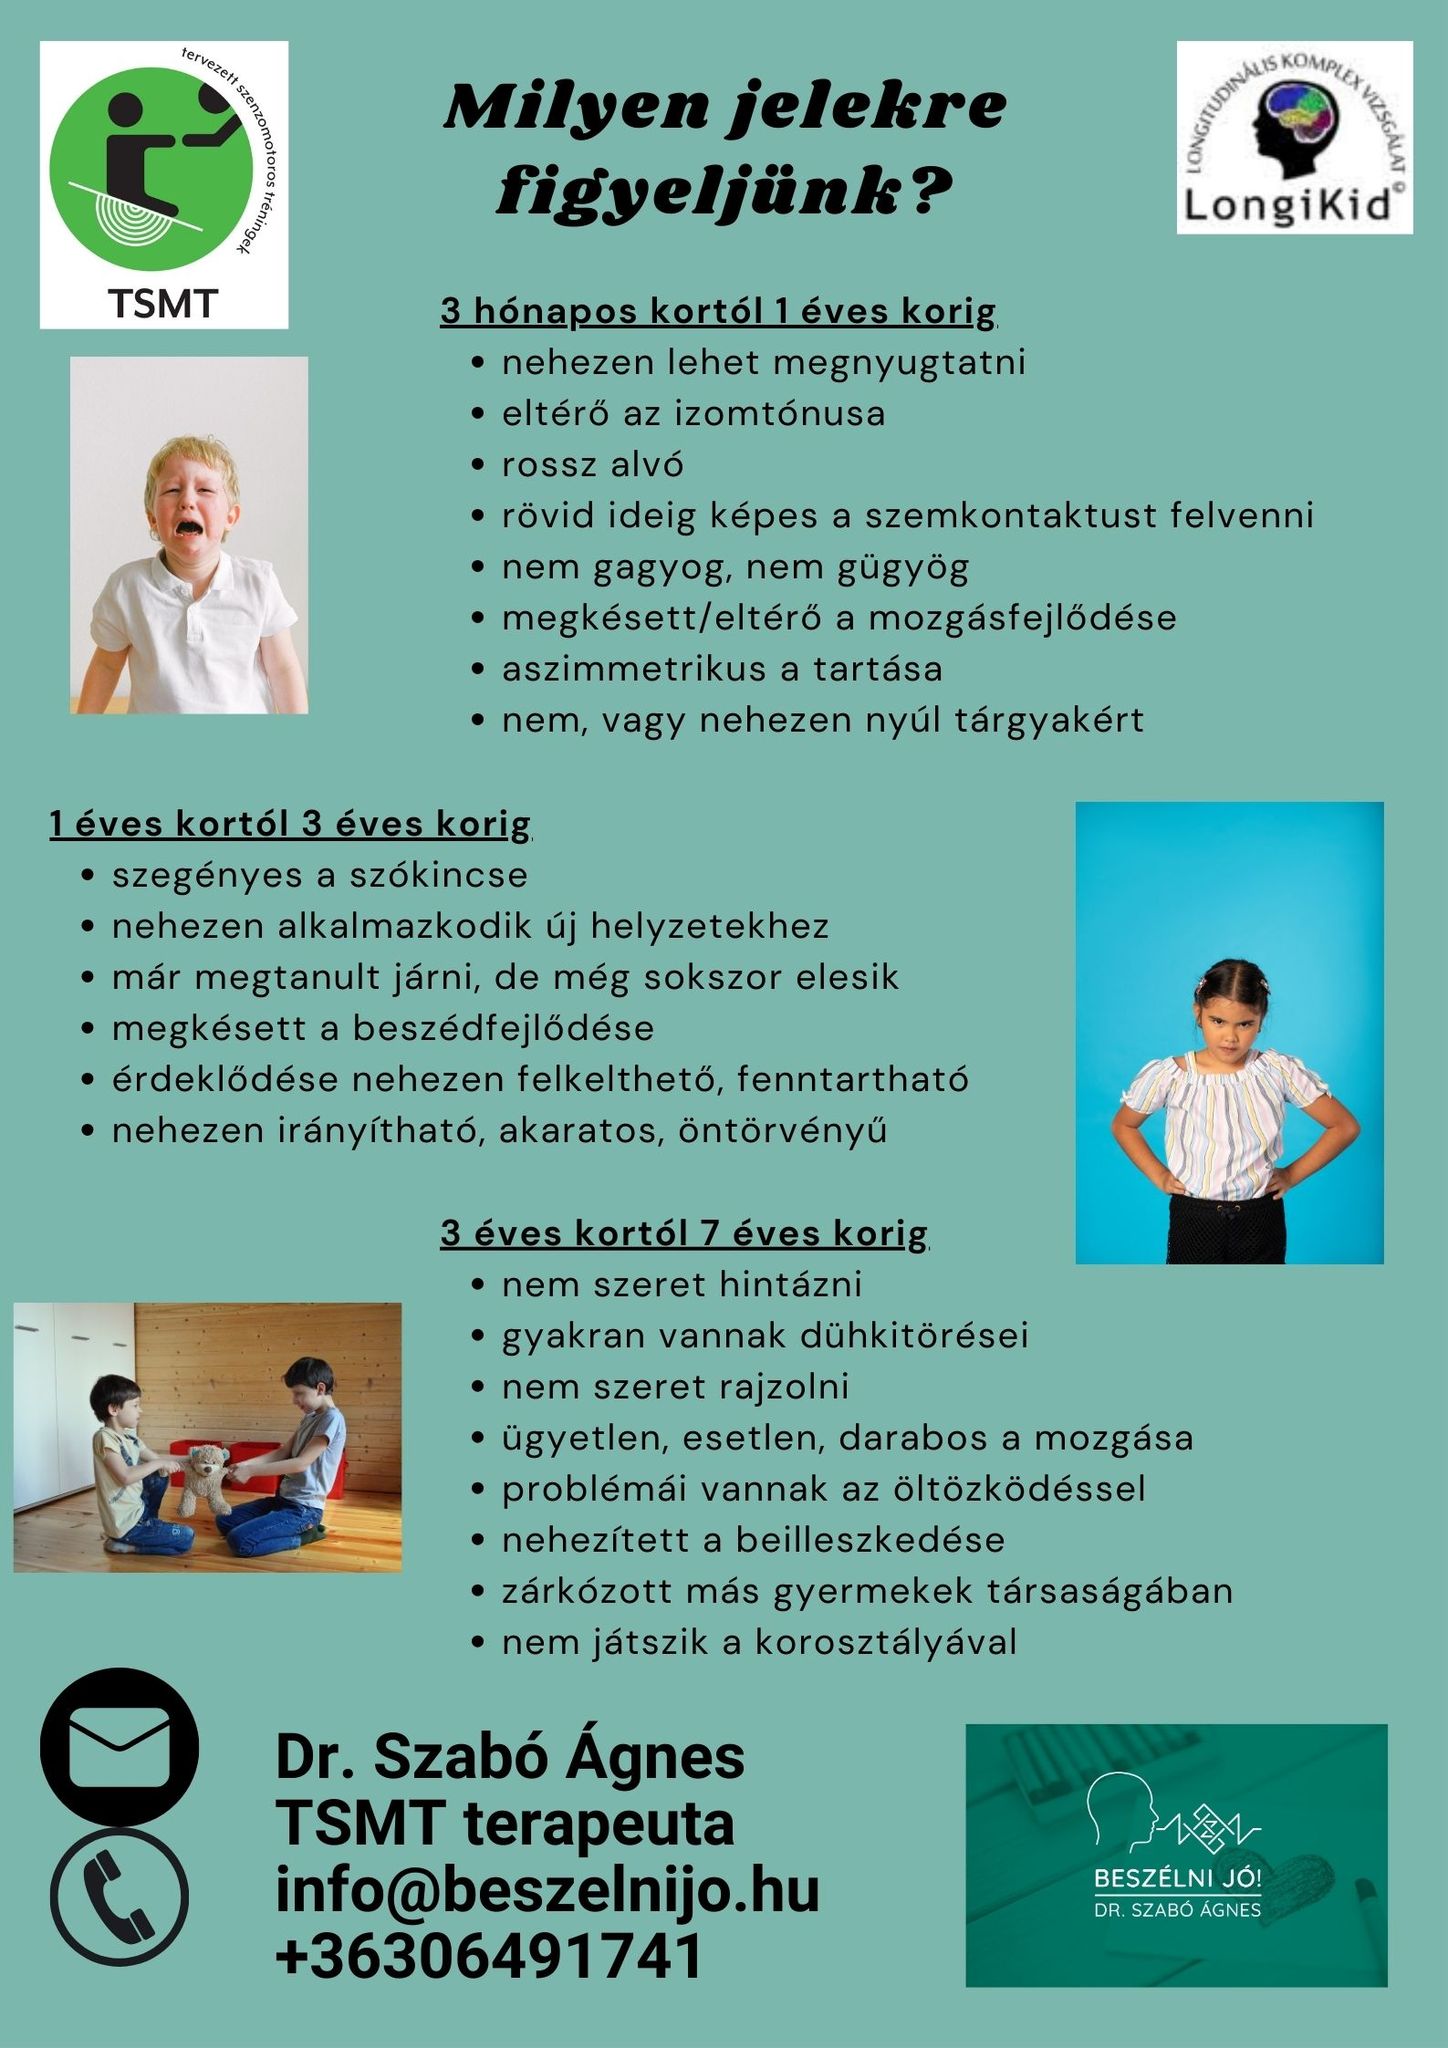 tervezett szenzomotoros tréningek
TSMT
Milyen jelekre
figyeljünk?
LONGITUDINÁLIS KOMPLEX VIZSGÁLAT ©
LongiKid
3 hónapos kortól 1 éves korig
• nehezen lehet megnyugtatni
• eltérő az izomtónusa
• rossz alvó
• rövid ideig képes a szemkontaktust felvenni
• nem gagyog, nem gügyög
• megkésett/eltérő a mozgásfejlődése
• aszimmetrikus a tartása
• nem, vagy nehezen nyúl tárgyakért
1 éves kortól 3 éves korig
• szegényes a szókincse
• nehezen alkalmazkodik új helyzetekhez
• már megtanult járni, de még sokszor elesik
• megkésett a beszédfejlődése
• érdeklődése nehezen felkelthető, fenntartható
• nehezen irányítható, akaratos, öntörvényű
3 éves kortól 7 éves korig
• nem szeret hintázni
• gyakran vannak dühkitörései
• nem szeret rajzolni
• ügyetlen, esetlen, darabos a mozgása
• problémái vannak az öltözködéssel
• nehezített a beilleszkedése
• zárkózott más gyermekek társaságában
• nem játszik a korosztályával
Dr. Szabó Ágnes
TSMT terapeuta
info@beszelnijo.hu
+36306491741
BESZÉLNI JÓ!
DR. SZABÓ ÁGNES